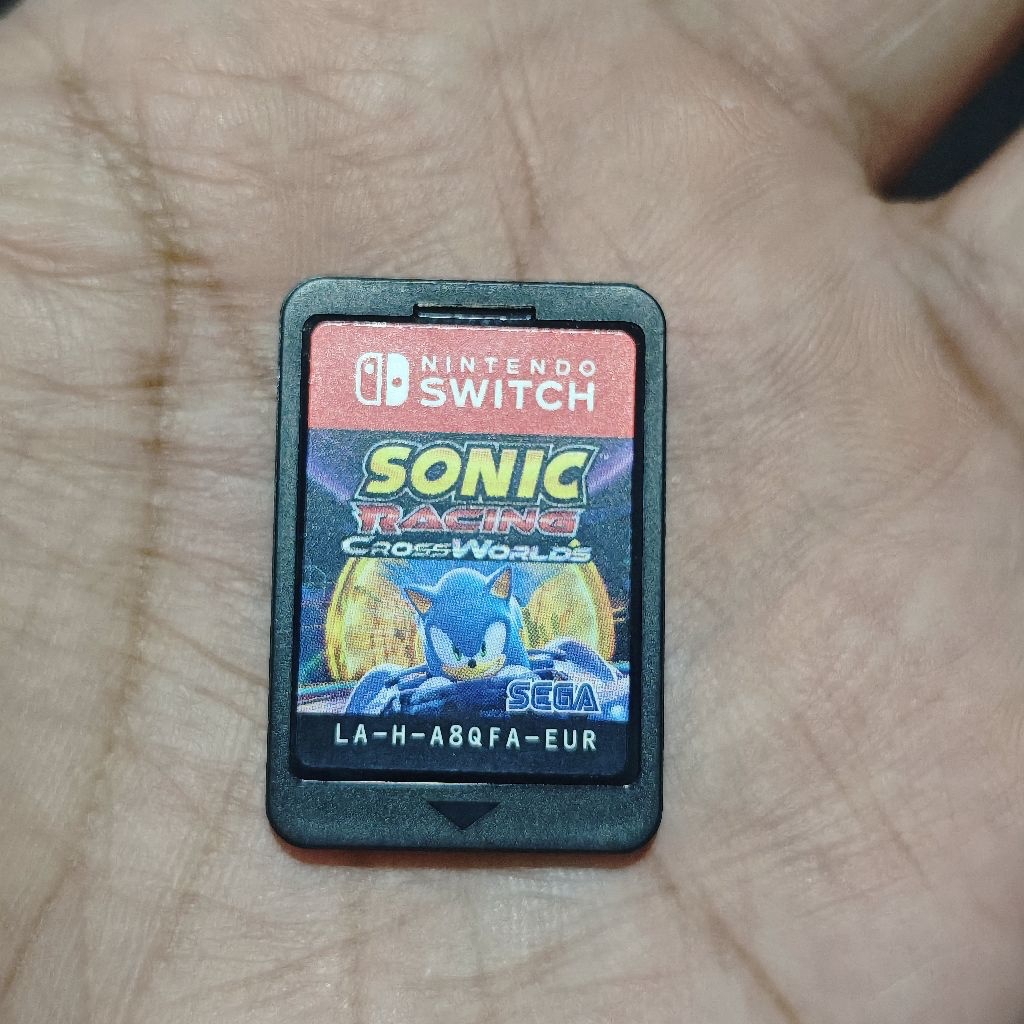 NINTENDO
SWITCH
SONIC
RACING
CROSSWORLDS
SEGA
LA-H-A8QFA-EUR